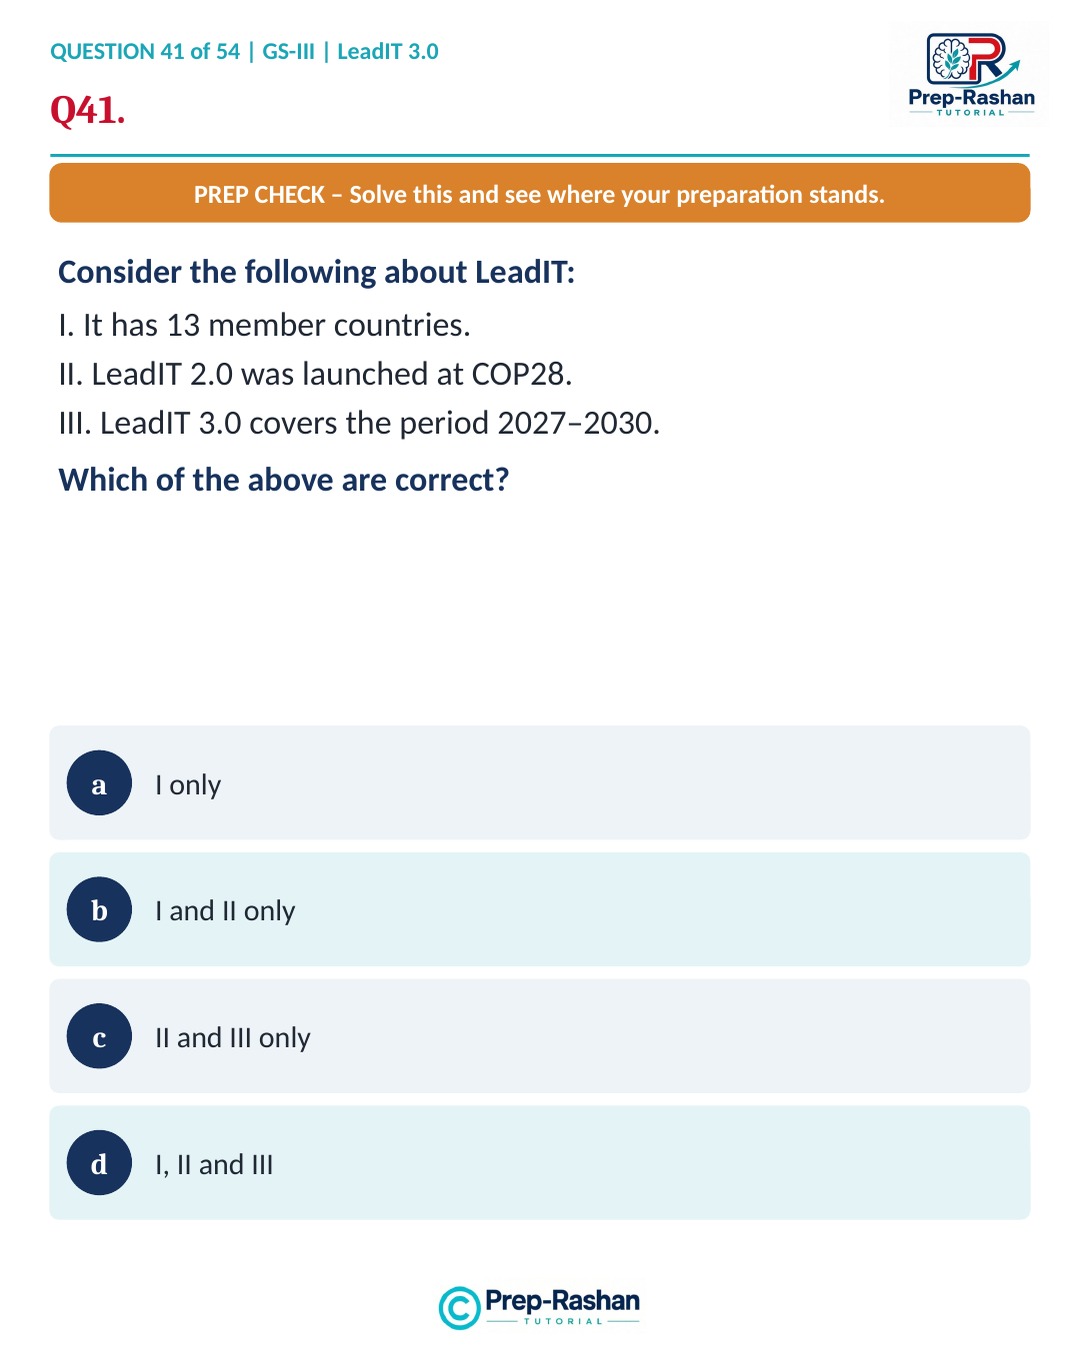 QUESTION 41 of 54 | GS-III | LeadIT 3.0
Q41.
R
Prep-Rashan
TUTORIAL
PREP CHECK – Solve this and see where your preparation stands.
Consider the following about LeadIT:
I. It has 13 member countries.
II. LeadIT 2.0 was launched at COP28.
III. LeadIT 3.0 covers the period 2027–2030.
Which of the above are correct?
a I only
b I and II only
c II and III only
d I, II and III
© Prep-Rashan
TUTORIAL